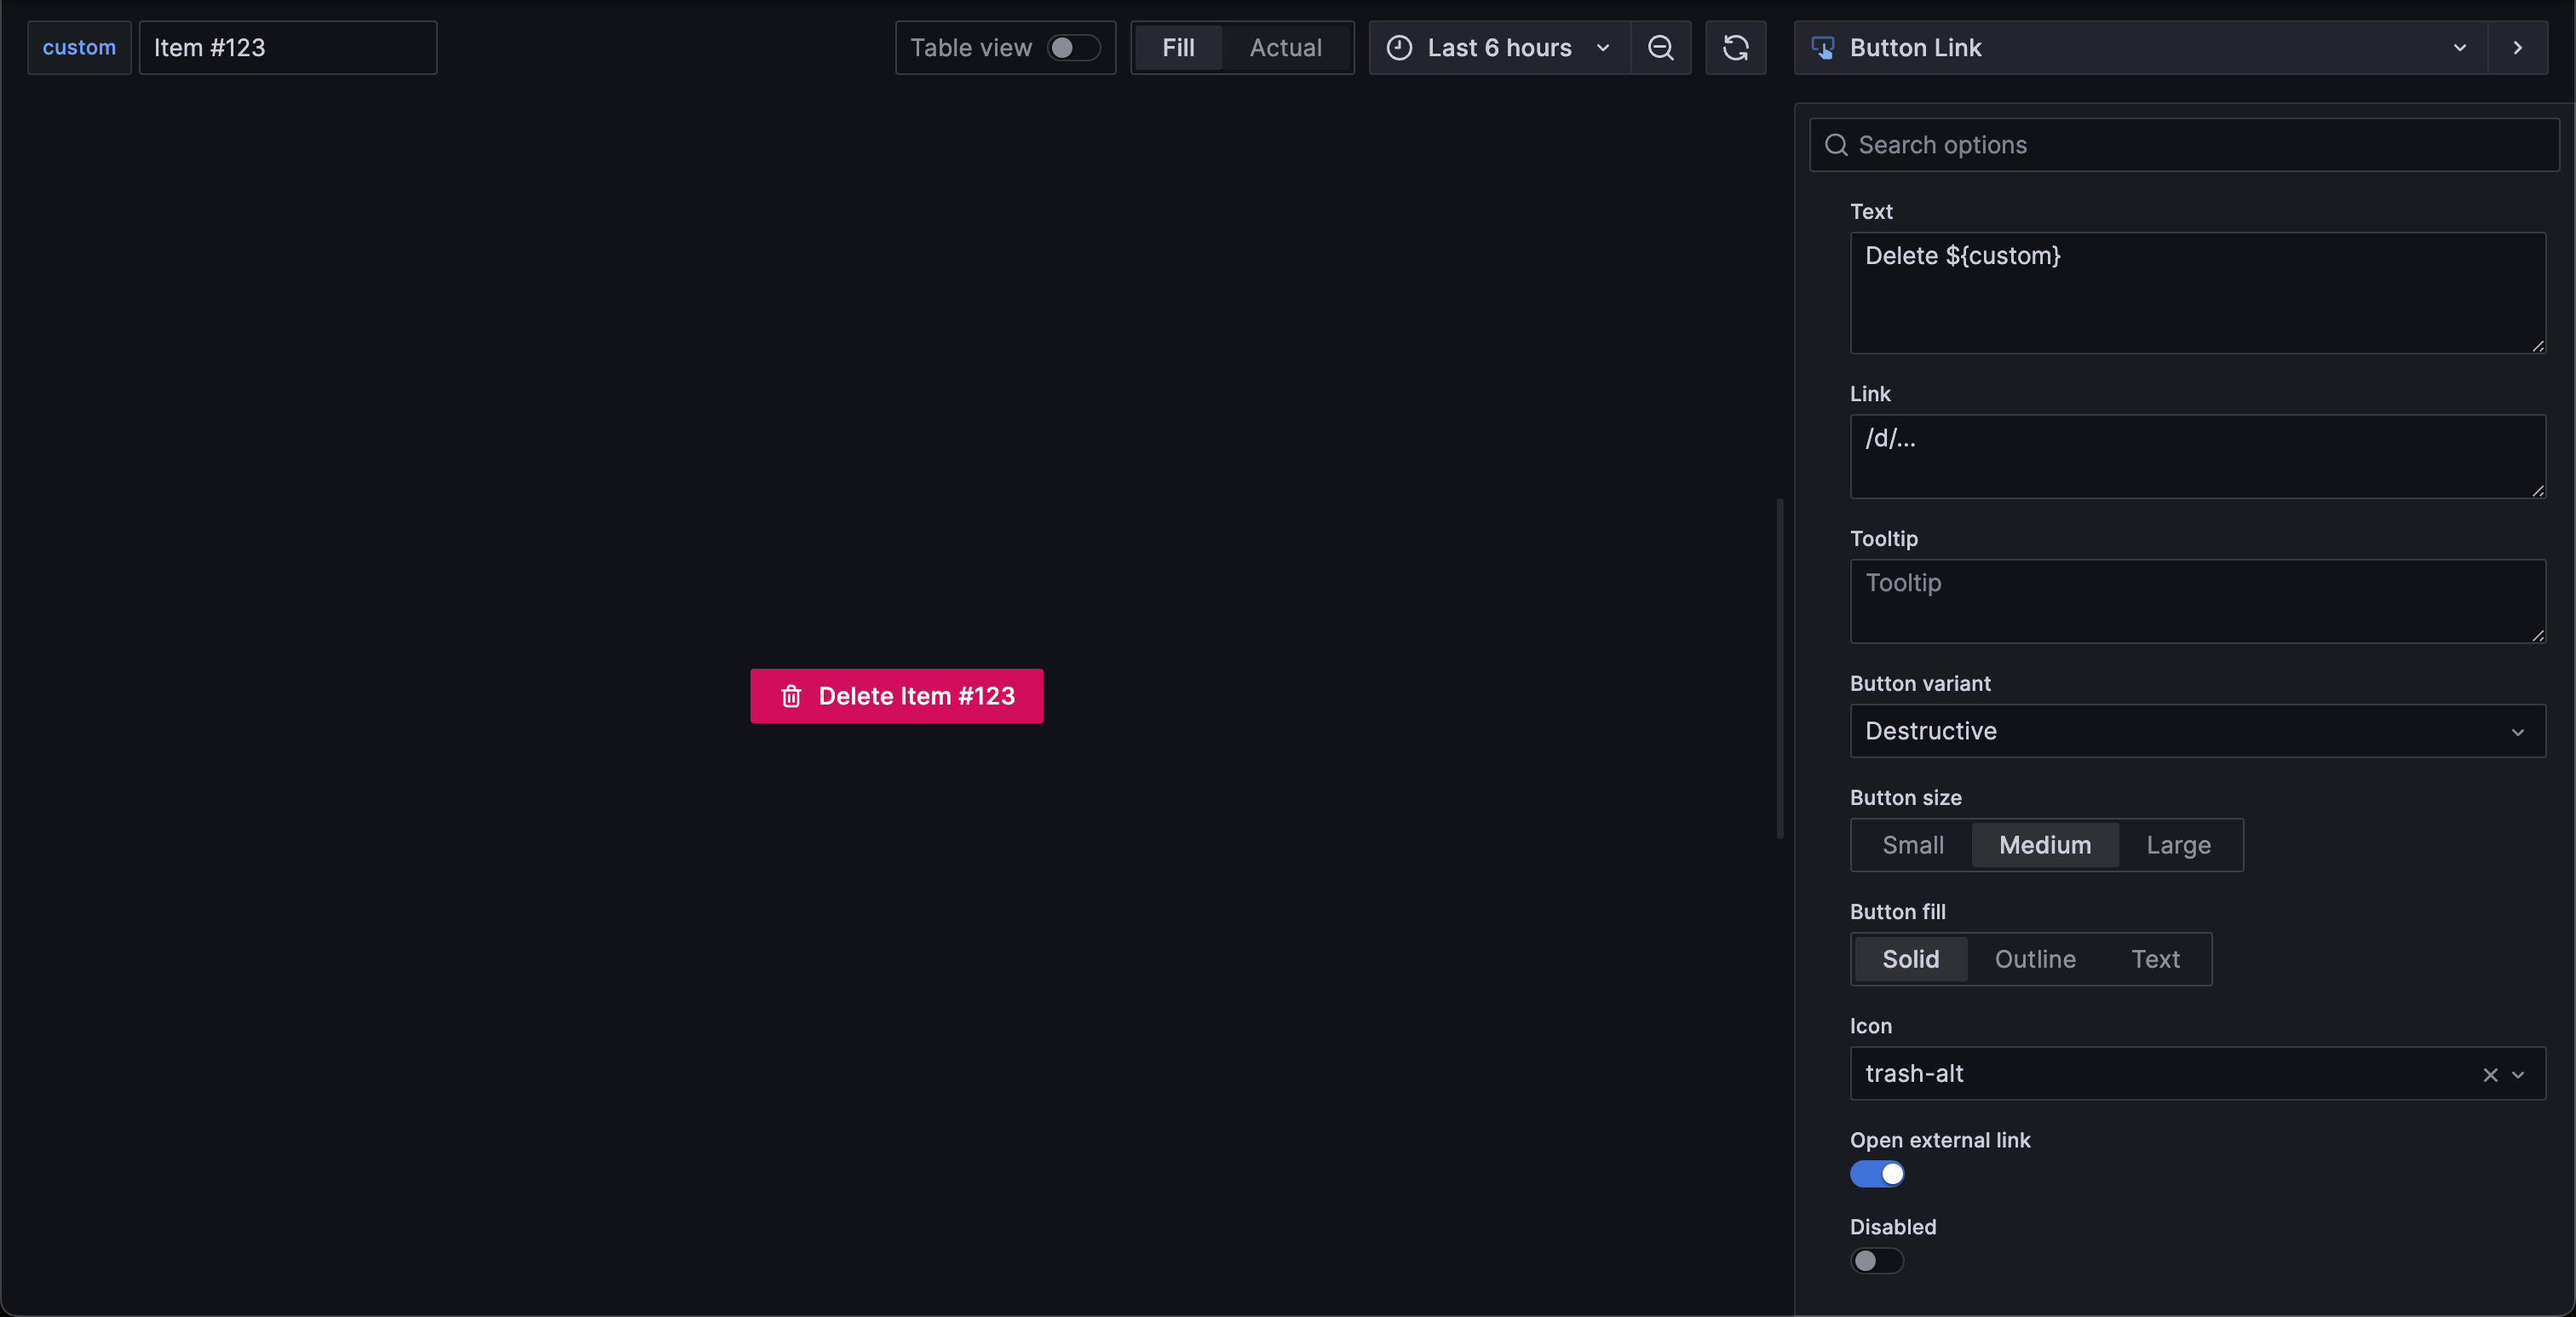 custom
Item #123
Table view
Fill
Actual
Last 6 hours
Button Link
Search options
Text
Delete ${custom}
Link
/d/...
Tooltip
Tooltip
Button variant
Destructive
Button size
Small
Medium
Large
Button fill
Solid
Outline
Text
Icon
trash-alt
Open external link
Disabled
Delete Item #123